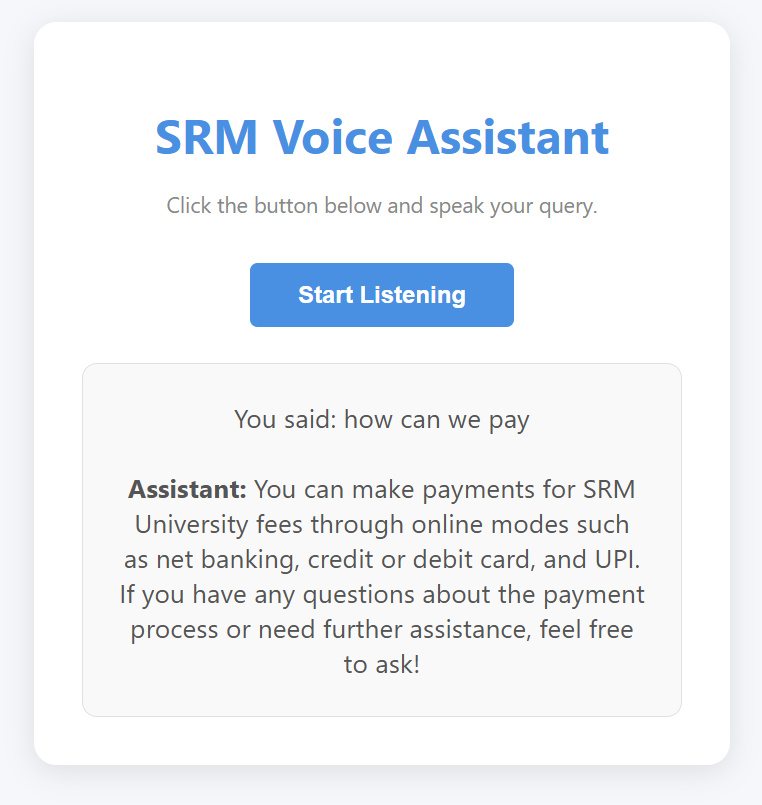 SRM Voice Assistant
Click the button below and speak your query.
Start Listening
You said: how can we pay
Assistant: You can make payments for SRM
University fees through online modes such
as net banking, credit or debit card, and UPI.
If you have any questions about the payment
process or need further assistance, feel free
to ask!